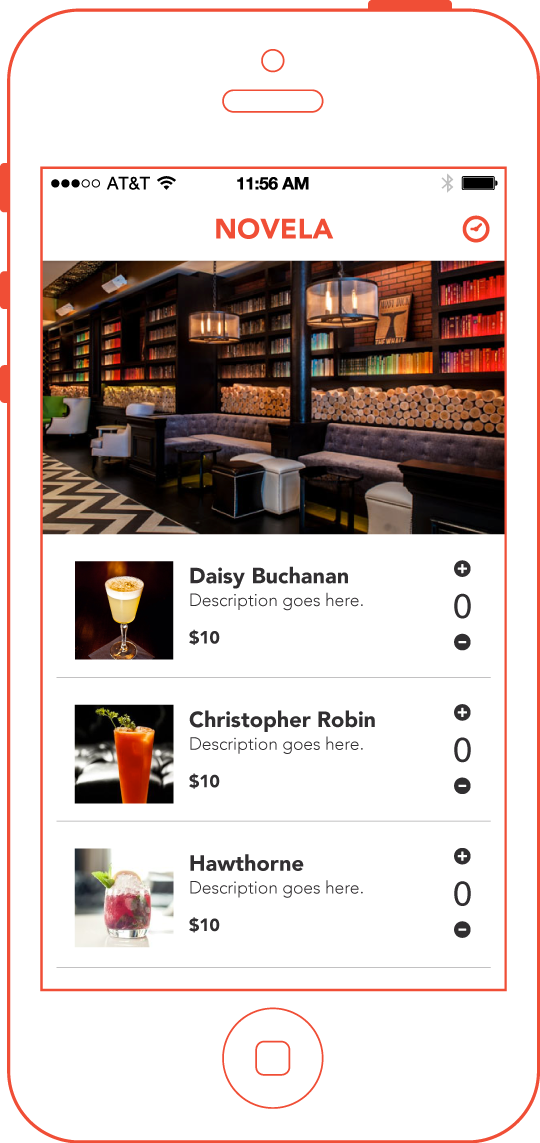 AT&T 11:56 AM
NOVELA
Daisy Buchanan
Description goes here.
$10
+
0
-
Christopher Robin
Description goes here.
$10
+
0
-
Hawthorne
Description goes here.
$10
+
0
-